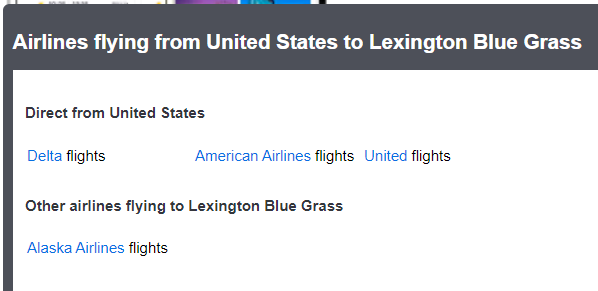 Airlines flying from United States to Lexington Blue Grass
Direct from United States
Delta flights American Airlines flights United flights
Other airlines flying to Lexington Blue Grass
Alaska Airlines flights